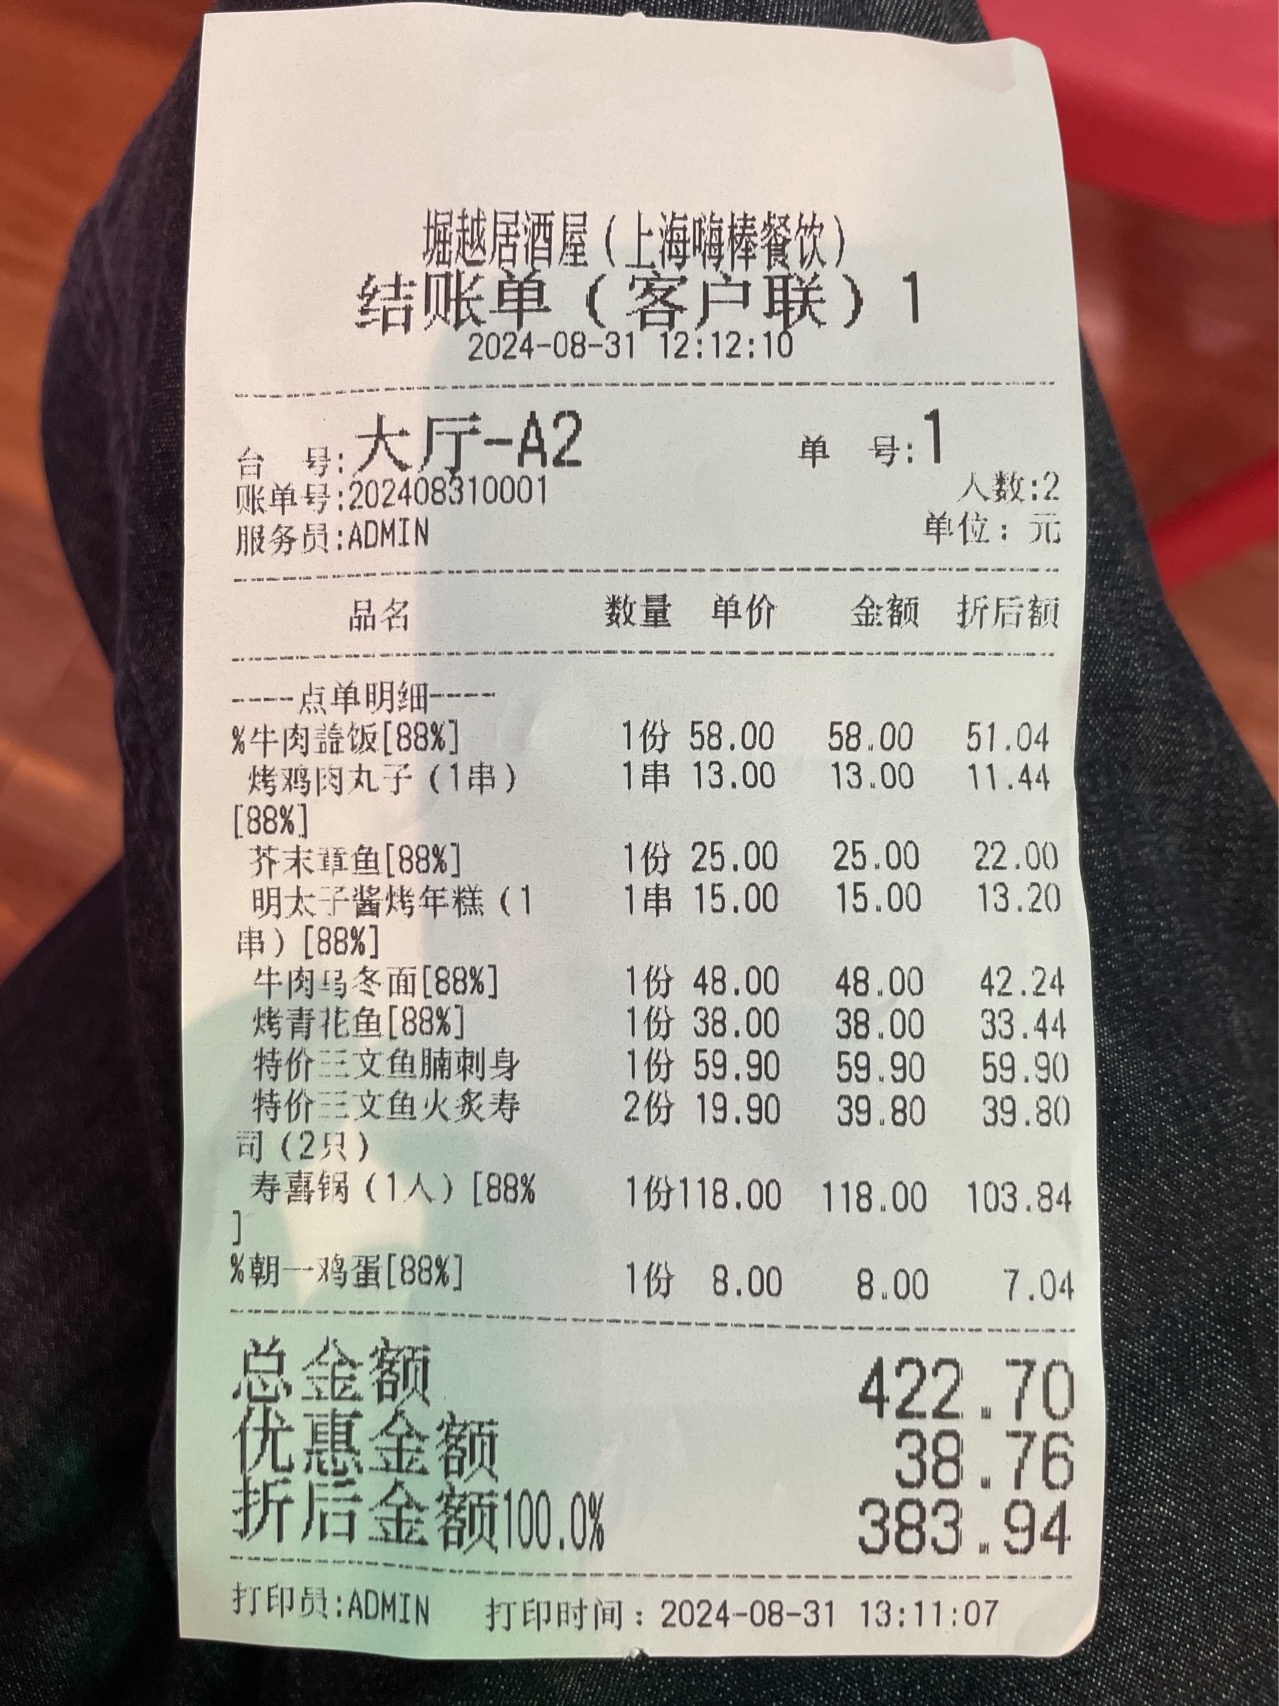 堀越居酒屋（上海嗨棒餐饮）
结账单（客户联）1
2024-08-31 12:12:10
台 号:大厅-A2 单 号:1
账单号:202408310001 人数:2
服务员:ADMIN 单位：元
品名 数量 单价 金额 折后额
----点单明细----
%牛肉盖饭[88%] 1份 58.00 58.00 51.04
烤鸡肉丸子（1串） 1串 13.00 13.00 11.44
[88%]
芥末章鱼[88%] 1份 25.00 25.00 22.00
明太子酱烤年糕（1 1串 15.00 15.00 13.20
串）[88%]
牛肉乌冬面[88%] 1份 48.00 48.00 42.24
烤青花鱼[88%] 1份 38.00 38.00 33.44
特价三文鱼腩刺身 1份 59.90 59.90 59.90
特价三文鱼火炙寿 2份 19.90 39.80 39.80
司（2只）
寿喜锅（1人）[88% 1份 118.00 118.00 103.84
]
%朝一鸡蛋[88%] 1份 8.00 8.00 7.04
总金额 422.70
优惠金额 38.76
折后金额100.0% 383.94
打印员:ADMIN 打印时间：2024-08-31 13:11:07